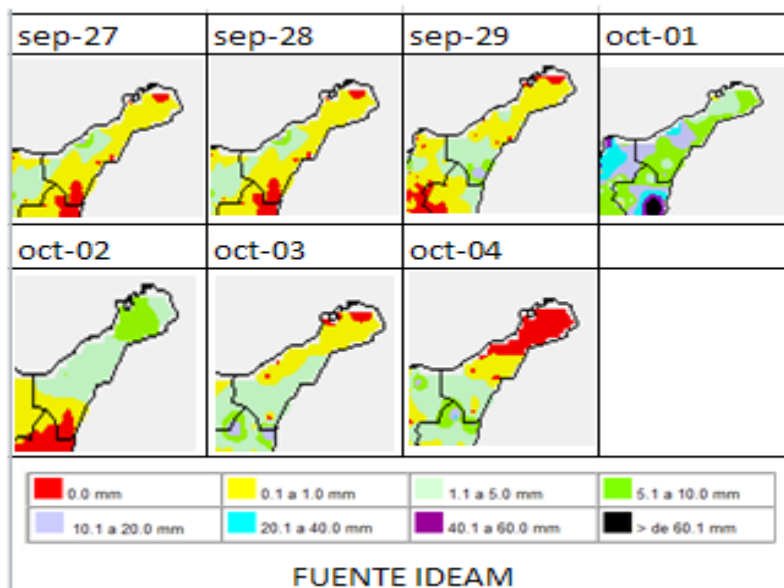 sep-27 sep-28 sep-29 oct-01
oct-02 oct-03 oct-04
0.0 mm 0.1 a 1.0 mm 1.1 a 5.0 mm 5.1 a 10.0 mm
10.1 a 20.0 mm 20.1 a 40.0 mm 40.1 a 60.0 mm > de 60.1 mm
FUENTE IDEAM